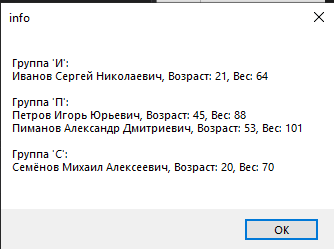 info
Группа 'И':
Иванов Сергей Николаевич, Возраст: 21, Вес: 64
Группа 'П':
Петров Игорь Юрьевич, Возраст: 45, Вес: 88
Пиманов Александр Дмитриевич, Возраст: 53, Вес: 101
Группа 'С':
Семёнов Михаил Алексеевич, Возраст: 20, Вес: 70
OK